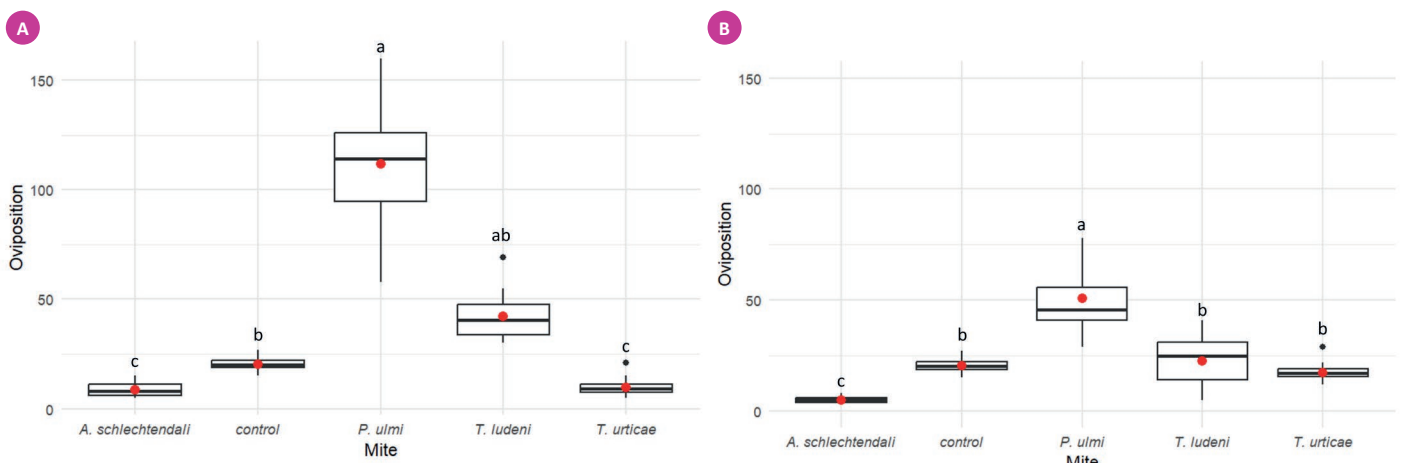 A
a
150
100
Oviposition
ab
50
b
c
c
0
A. schlechtendali control P. ulmi T. ludeni T. urticae
Mite
B
150
100
Oviposition
a
50
b
b
b
c
0
A. schlechtendali control P. ulmi T. ludeni T. urticae
Mite